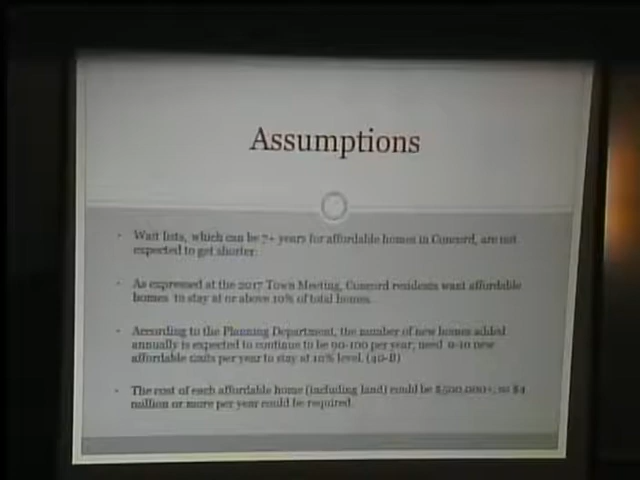 Assumptions
Wait lists, which can be 7+ years for affordable homes in Concord, are not
expected to get shorter.
As expressed at the 2017 Town Meeting, Concord residents want affordable
homes to stay at or above 10% of total homes.
According to the Planning Department, the number of new homes added
annually is expected to continue to be 90-100 per year; need 9-10 new
affordable units per year to stay at 10% level. (40-B)
The cost of each affordable home (including land) could be $500,000+, so $4
million or more per year could be required.